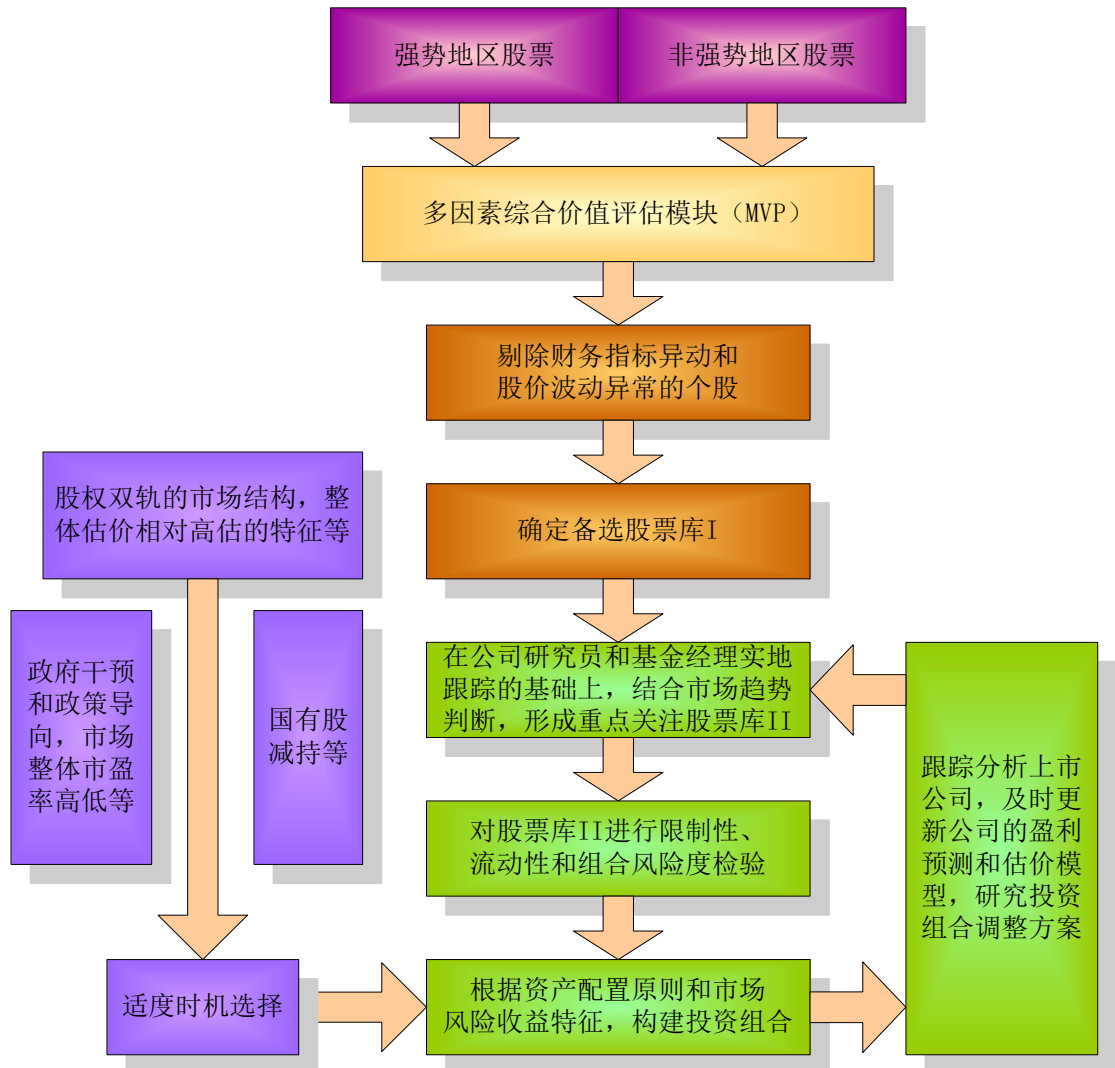 强势地区股票
非强势地区股票
多因素综合价值评估模块（MVP）
剔除财务指标异动和
股价波动异常的个股
确定备选股票库I
股权双轨的市场结构，整
体估价相对高估的特征等
政府干预
和政策导
向，市场
整体市盈
率高低等
国有股
减持等
适度时机选择
在公司研究员和基金经理实地
跟踪的基础上，结合市场趋势
判断，形成重点关注股票库II
对股票库II进行限制性、
流动性和组合风险度检验
根据资产配置原则和市场
风险收益特征，构建投资组合
跟踪分析上市
公司，及时更
新公司的盈利
预测和估价模
型，研究投资
组合调整方案